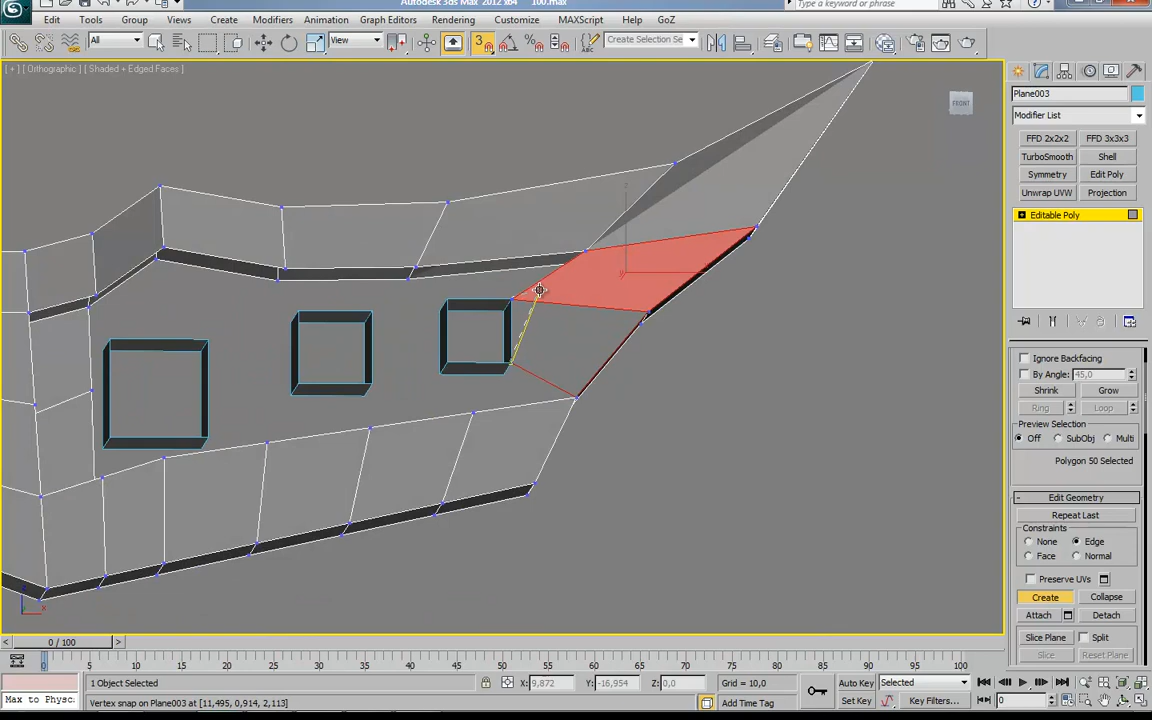 Autodesk 3ds Max 2012 x64 100.max
Type a keyword or phrase
Edit Tools Group Views Create Modifiers Animation Graph Editors Rendering Customize MAXScript Help GoZ
All View 3 Create Selection Se
[ + ] [ Orthographic ] [ Shaded + Edged Faces ]
FRONT
Plane003
Modifier List
FFD 2x2x2 FFD 3x3x3
TurboSmooth Shell
Symmetry Edit Poly
Unwrap UVW Projection
Editable Poly
Ignore Backfacing
By Angle: 45,0
Shrink Grow
Ring Loop
Preview Selection
Off SubObj Multi
Polygon 50 Selected
- Edit Geometry
Repeat Last
Constraints
None Edge
Face Normal
Preserve UVs
Create Collapse
Attach Detach
Slice Plane Split
Slice Reset Plane
z
z
x
< 0 / 100 >
0 5 10 15 20 25 30 35 40 45 50 55 60 65 70 75 80 85 90 95 100
1 Object Selected X: 9,872 Y: -16,954 Z: 0,0 Grid = 10,0 Auto Key Selected
Max to Physc Vertex snap on Plane003 at [11,495, 0,914, 2,113] Add Time Tag Set Key Key Filters... 0